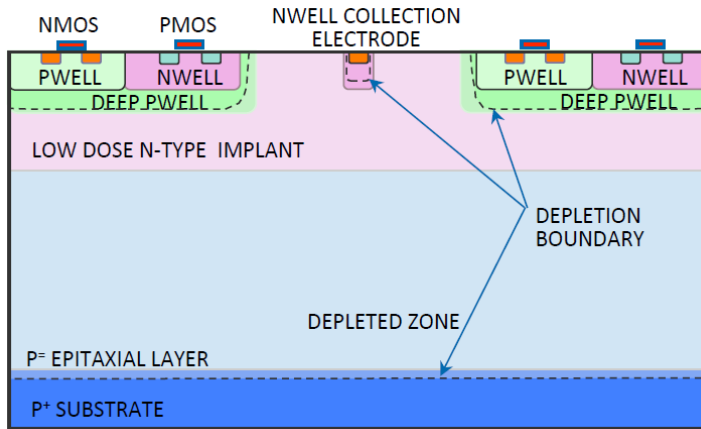 NMOS
PMOS
NWELL COLLECTION
ELECTRODE
PWELL
NWELL
PWELL
NWELL
DEEP PWELL
DEEP PWELL
LOW DOSE N-TYPE IMPLANT
DEPLETION
BOUNDARY
DEPLETED ZONE
P⁼ EPITAXIAL LAYER
P⁺ SUBSTRATE